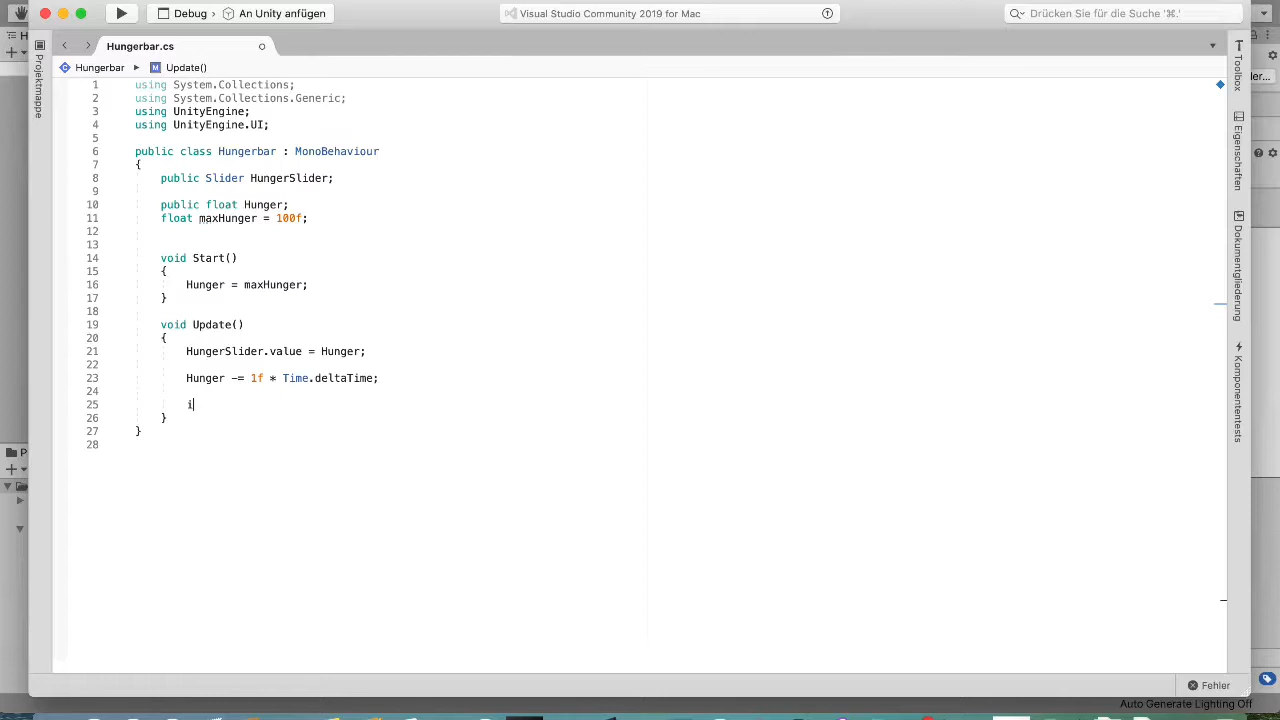 Debug › An Unity anfügen
Visual Studio Community 2019 for Mac
Drücken Sie für die Suche '⌘.'
Hungerbar.cs
Hungerbar ▸ M Update()
Projektmappe
1 using System.Collections;
2 using System.Collections.Generic;
3 using UnityEngine;
4 using UnityEngine.UI;
5
6 public class Hungerbar : MonoBehaviour
7 {
8 public Slider HungerSlider;
9
10 public float Hunger;
11 float maxHunger = 100f;
12
13
14 void Start()
15 {
16 Hunger = maxHunger;
17 }
18
19 void Update()
20 {
21 HungerSlider.value = Hunger;
22
23 Hunger -= 1f * Time.deltaTime;
24
25 i
26 }
27 }
28
Toolbox
Eigenschaften
Dokumentgliederung
Komponententests
Fehler
Auto Generate Lighting Off